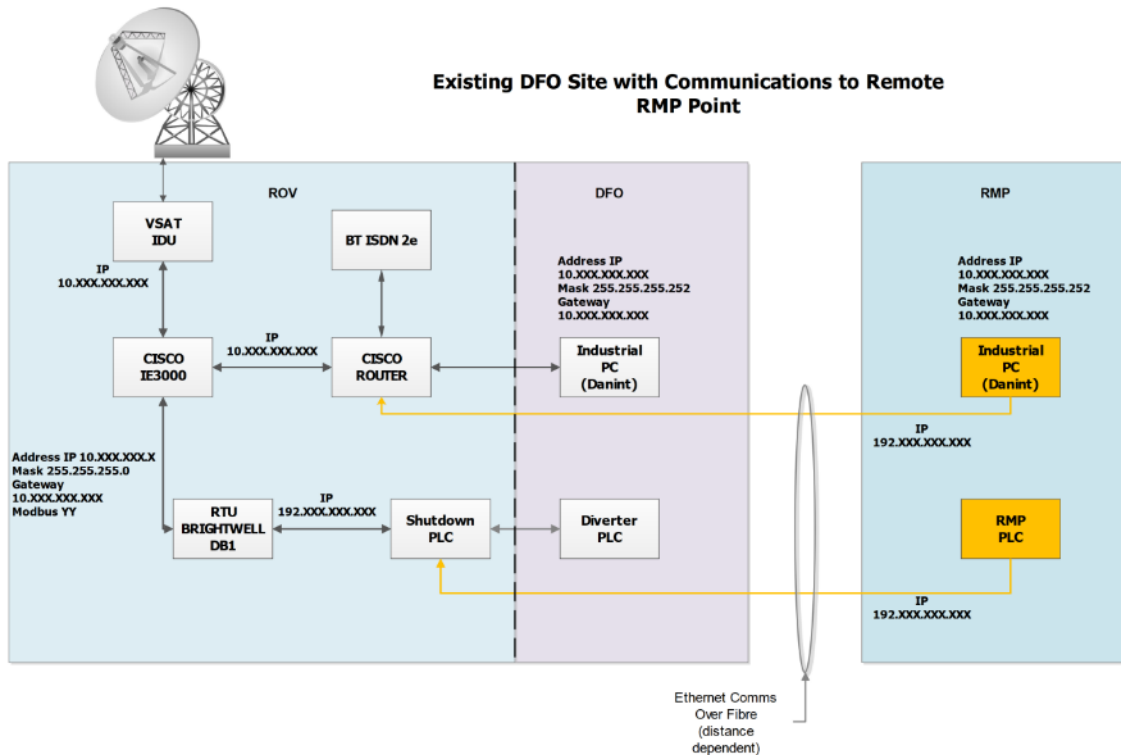 Existing DFO Site with Communications to Remote
RMP Point
ROV
DFO
RMP
VSAT
IDU
BT ISDN 2e
IP
10.XXX.XXX.XXX
Address IP
10.XXX.XXX.XXX
Mask 255.255.255.252
Gateway
10.XXX.XXX.XXX
Address IP
10.XXX.XXX.XXX
Mask 255.255.255.252
Gateway
10.XXX.XXX.XXX
IP
10.XXX.XXX.XXX
CISCO
IE3000
CISCO
ROUTER
Industrial
PC
(Danint)
Industrial
PC
(Danint)
IP
192.XXX.XXX.XXX
Address IP 10.XXX.XXX.X
Mask 255.255.255.0
Gateway
10.XXX.XXX.XXX
Modbus YY
RTU
BRIGHTWELL
DB1
IP
192.XXX.XXX.XXX
Shutdown
PLC
Diverter
PLC
RMP
PLC
IP
192.XXX.XXX.XXX
Ethernet Comms
Over Fibre
(distance
dependent)